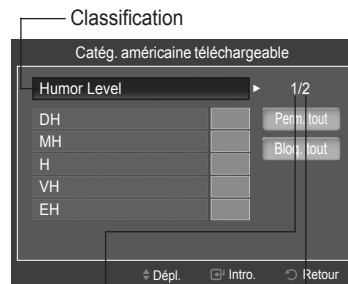 Classification
Catég. américaine téléchargeable
Humor Level ► 1/2
DH Perm. tout
MH Bloq. tout
H
VH
EH
Dépl. Intro. Retour